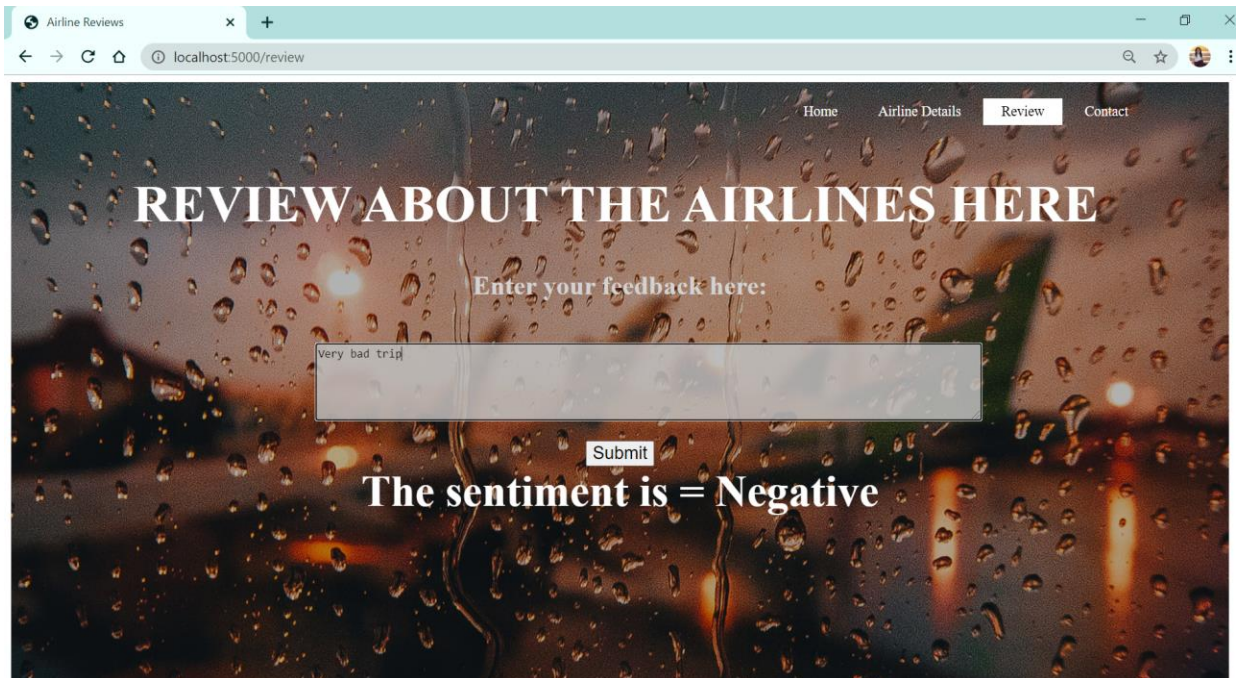 Airline Reviews
localhost:5000/review
Home Airline Details Review Contact
REVIEW ABOUT THE AIRLINES HERE
Enter your feedback here:
Very bad trip
Submit
The sentiment is = Negative